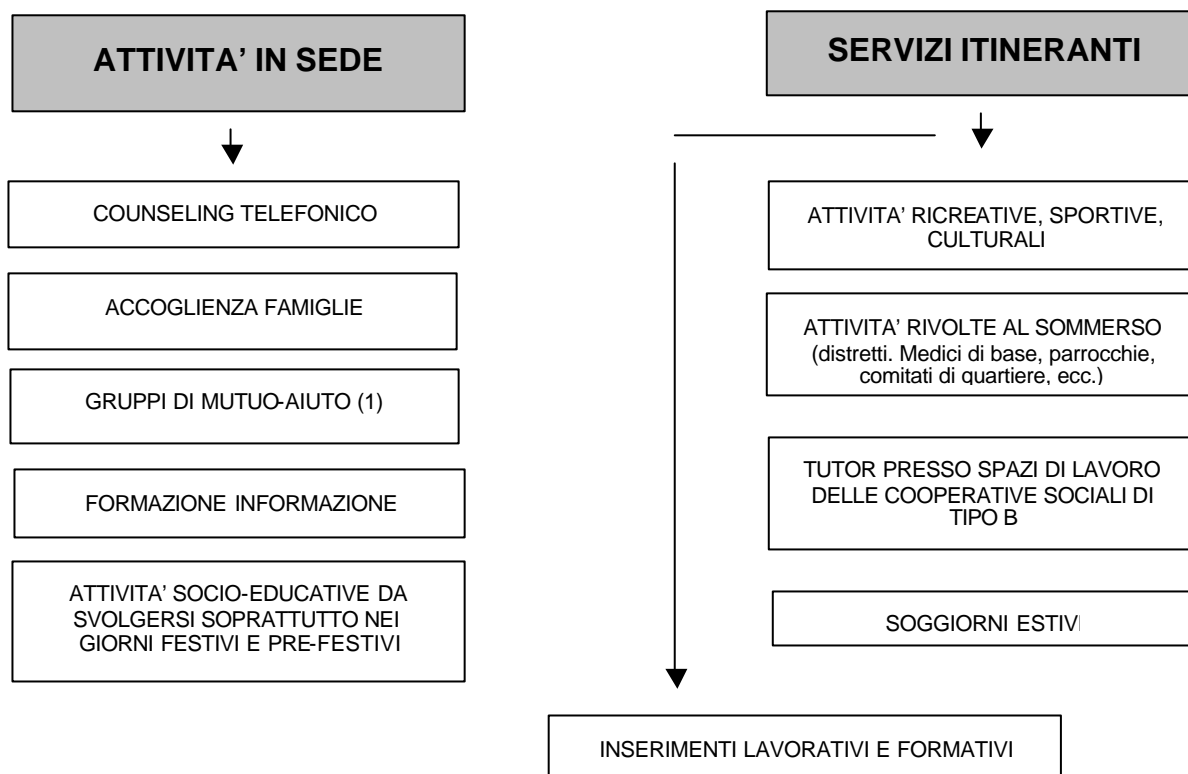 ATTIVITA' IN SEDE
COUNSELING TELEFONICO
ACCOGLIENZA FAMIGLIE
GRUPPI DI MUTUO-AIUTO (1)
FORMAZIONE INFORMAZIONE
ATTIVITA' SOCIO-EDUCATIVE DA
SVOLGERSI SOPRATTUTTO NEI
GIORNI FESTIVI E PRE-FESTIVI
SERVIZI ITINERANTI
ATTIVITA' RICREATIVE, SPORTIVE,
CULTURALI
ATTIVITA' RIVOLTE AL SOMMERSO
(distretti. Medici di base, parrocchie,
comitati di quartiere, ecc.)
TUTOR PRESSO SPAZI DI LAVORO
DELLE COOPERATIVE SOCIALI DI
TIPO B
SOGGIORNI ESTIVI
INSERIMENTI LAVORATIVI E FORMATIVI